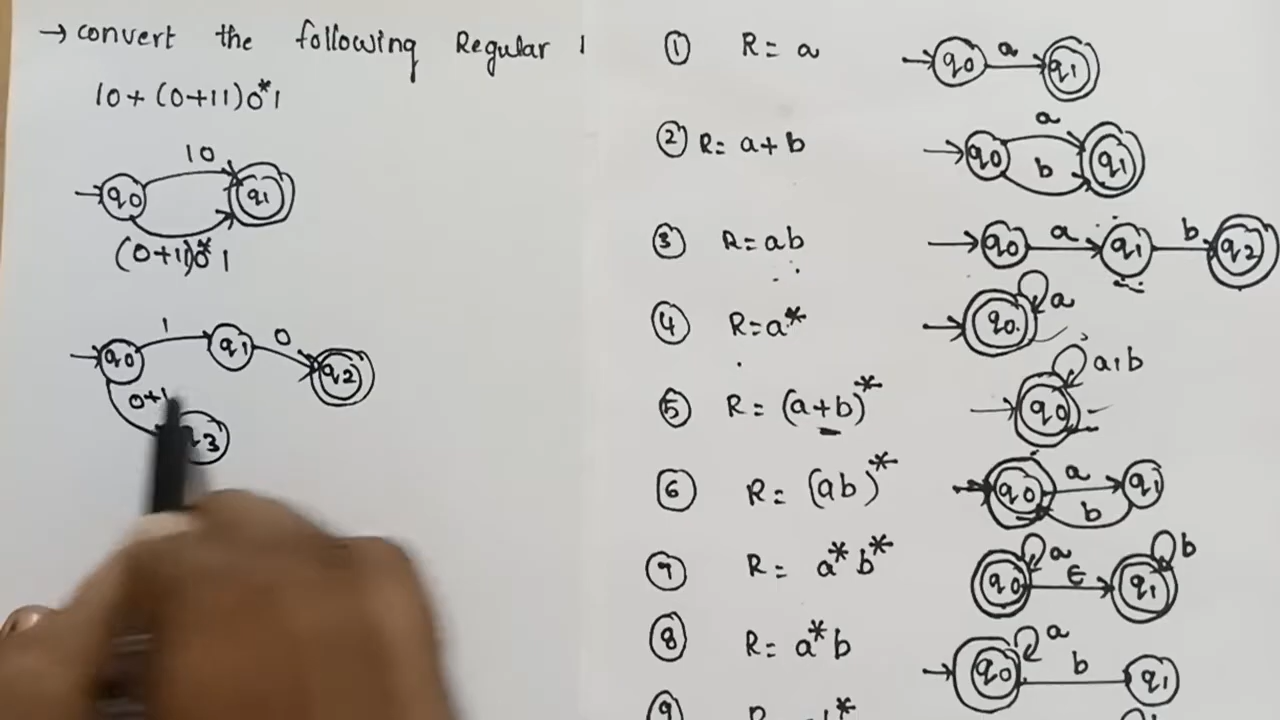 → convert the following Regular
10 + (0+11)0*1
10
q0 q1
(0+11)0*1
1 0
q0 q1 q2
0+1
3
① R = a
a
q0 q1
② R = a+b
a
q0 q1
b
③ R = ab
a b
q0 q1 q2
④ R = a*
a
q0
⑤ R = (a+b)*
a,b
q0
⑥ R = (ab)*
a
q0 q1
b
⑦ R = a* b*
a b
q0 ε q1
⑧ R = a* b
a
q0 b q1